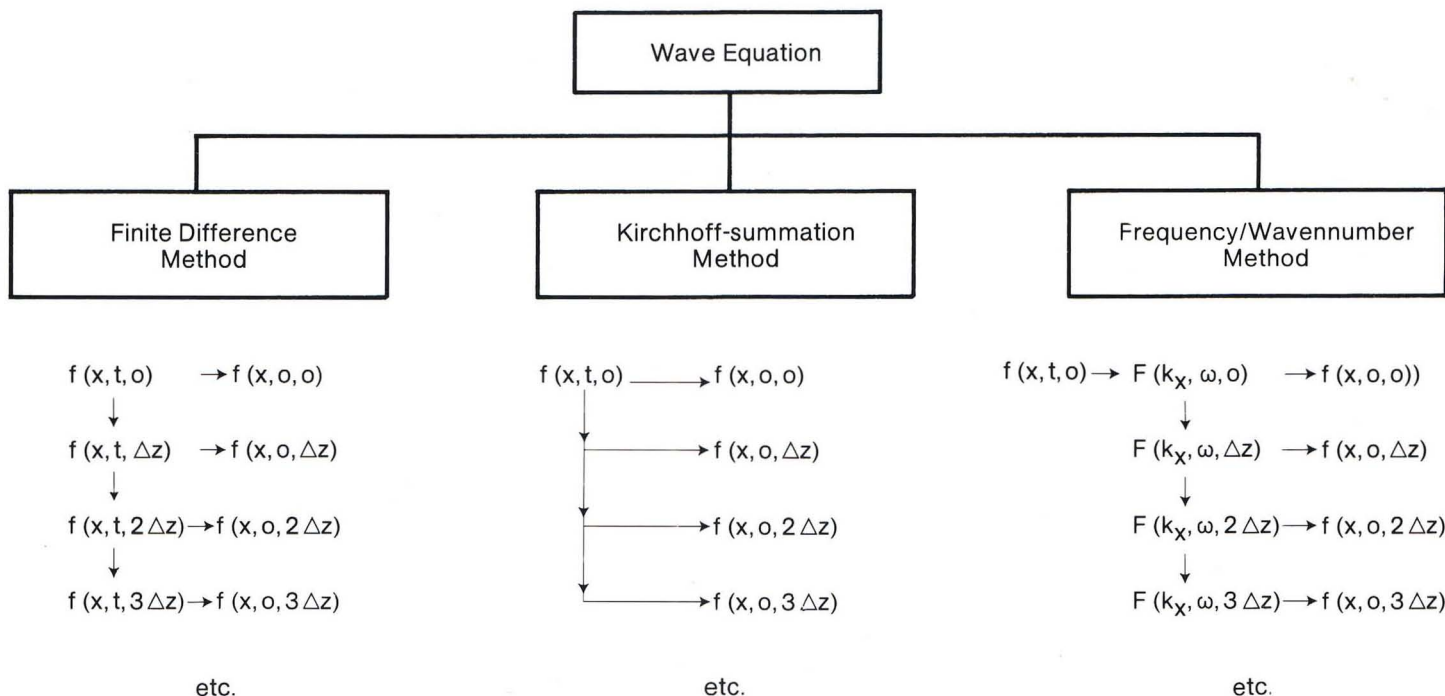 Wave Equation
Finite Difference
Method
Kirchhoff-summation
Method
Frequency/Wavennumber
Method
f (x, t, o) → f (x, o, o)
f (x, t, △z) → f (x, o, △z)
f (x, t, 2 △z) → f (x, o, 2 △z)
f (x, t, 3 △z) → f (x, o, 3 △z)
etc.
f (x, t, o) → f (x, o, o)
f (x, o, △z)
f (x, o, 2 △z)
f (x, o, 3 △z)
etc.
f (x, t, o) → F (kx, ω, o) → f (x, o, o))
F (kx, ω, △z) → f (x, o, △z)
F (kx, ω, 2 △z) → f (x, o, 2 △z)
F (kx, ω, 3 △z) → f (x, o, 3 △z)
etc.